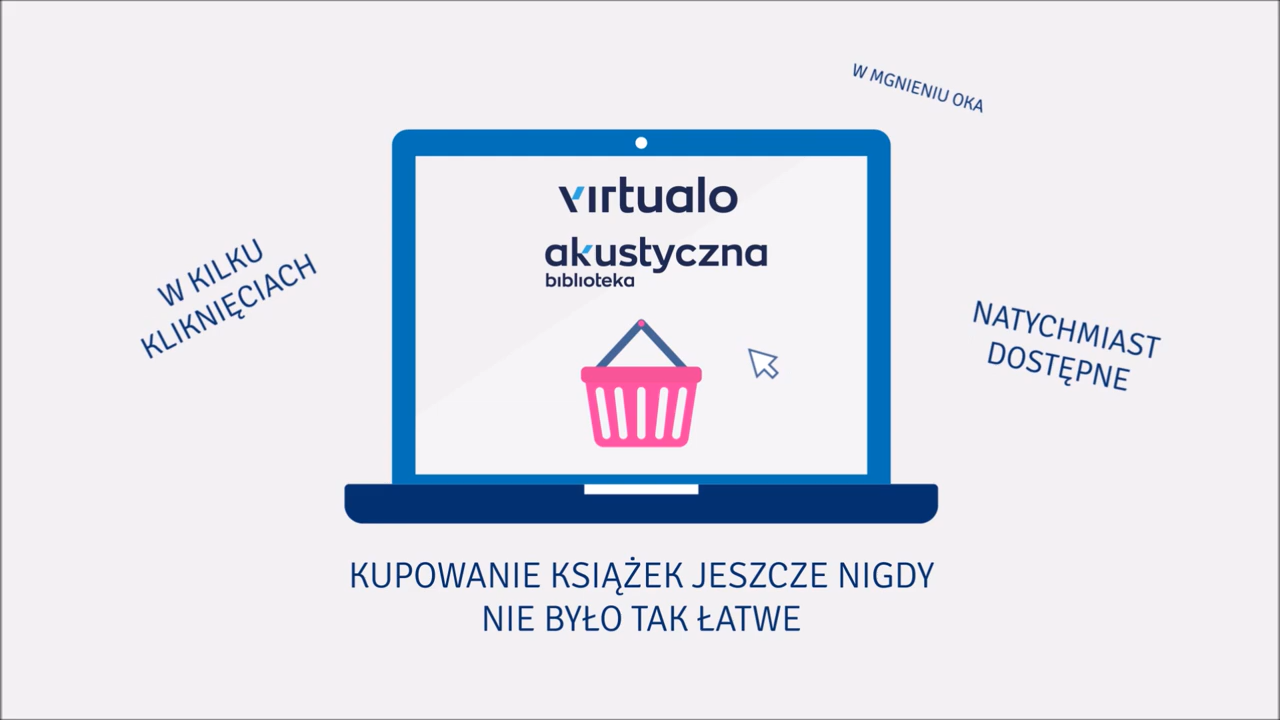 W MGNIENIU OKA
virtualo
akustyczna
biblioteka
W KILKU
KLIKNIĘCIACH
NATYCHMIAST
DOSTĘPNE
KUPOWANIE KSIĄŻEK JESZCZE NIGDY
NIE BYŁO TAK ŁATWE